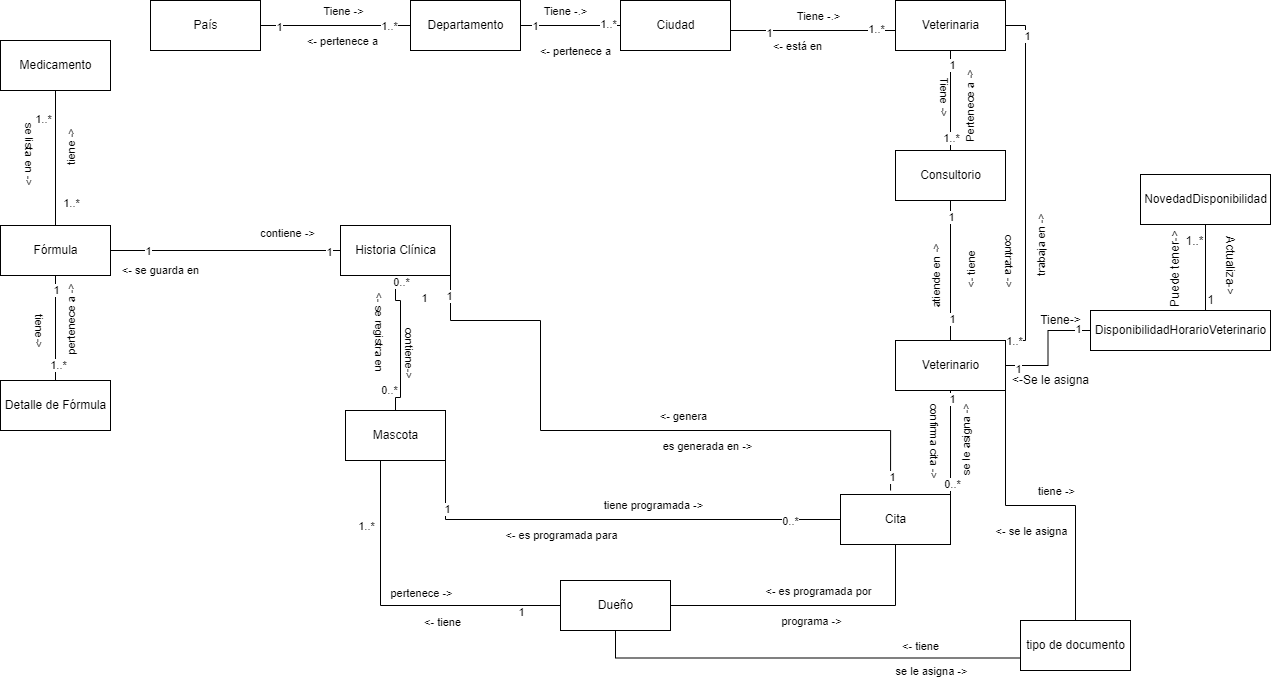 País
1
Tiene ->
1..*
<- pertenece a
Departamento
1
Tiene -.>
1..*
<- pertenece a
Ciudad
1
Tiene -.>
1..*
<- está en
Veterinaria
1
1
Tiene ->
Pertenece a ->
1..*
Medicamento
1..*
se lista en ->
tiene ->
1..*
Consultorio
1
atiende en ->
<- tiene
1
contrata ->
trabaja en ->
1..*
NovedadDisponibilidad
1..*
Puede tener->
Actualiza->
1
DisponibilidadHorarioVeterinario
Tiene->
1
1
<-Se le asigna
Fórmula
1
contiene ->
1
<- se guarda en
Historia Clínica
1
tiene->
pertenece a ->
1..*
Detalle de Fórmula
0..*
1
1
<- se registra en
contiene->
0..*
Veterinario
1
confirma cita ->
se le asigna ->
0..*
Mascota
<- genera
es generada en ->
1
1
tiene programada ->
0..*
<- es programada para
Cita
1..*
pertenece ->
1
<- tiene
Dueño
<- es programada por
programa ->
tiene ->
<- se le asigna
<- tiene
se le asigna ->
tipo de documento